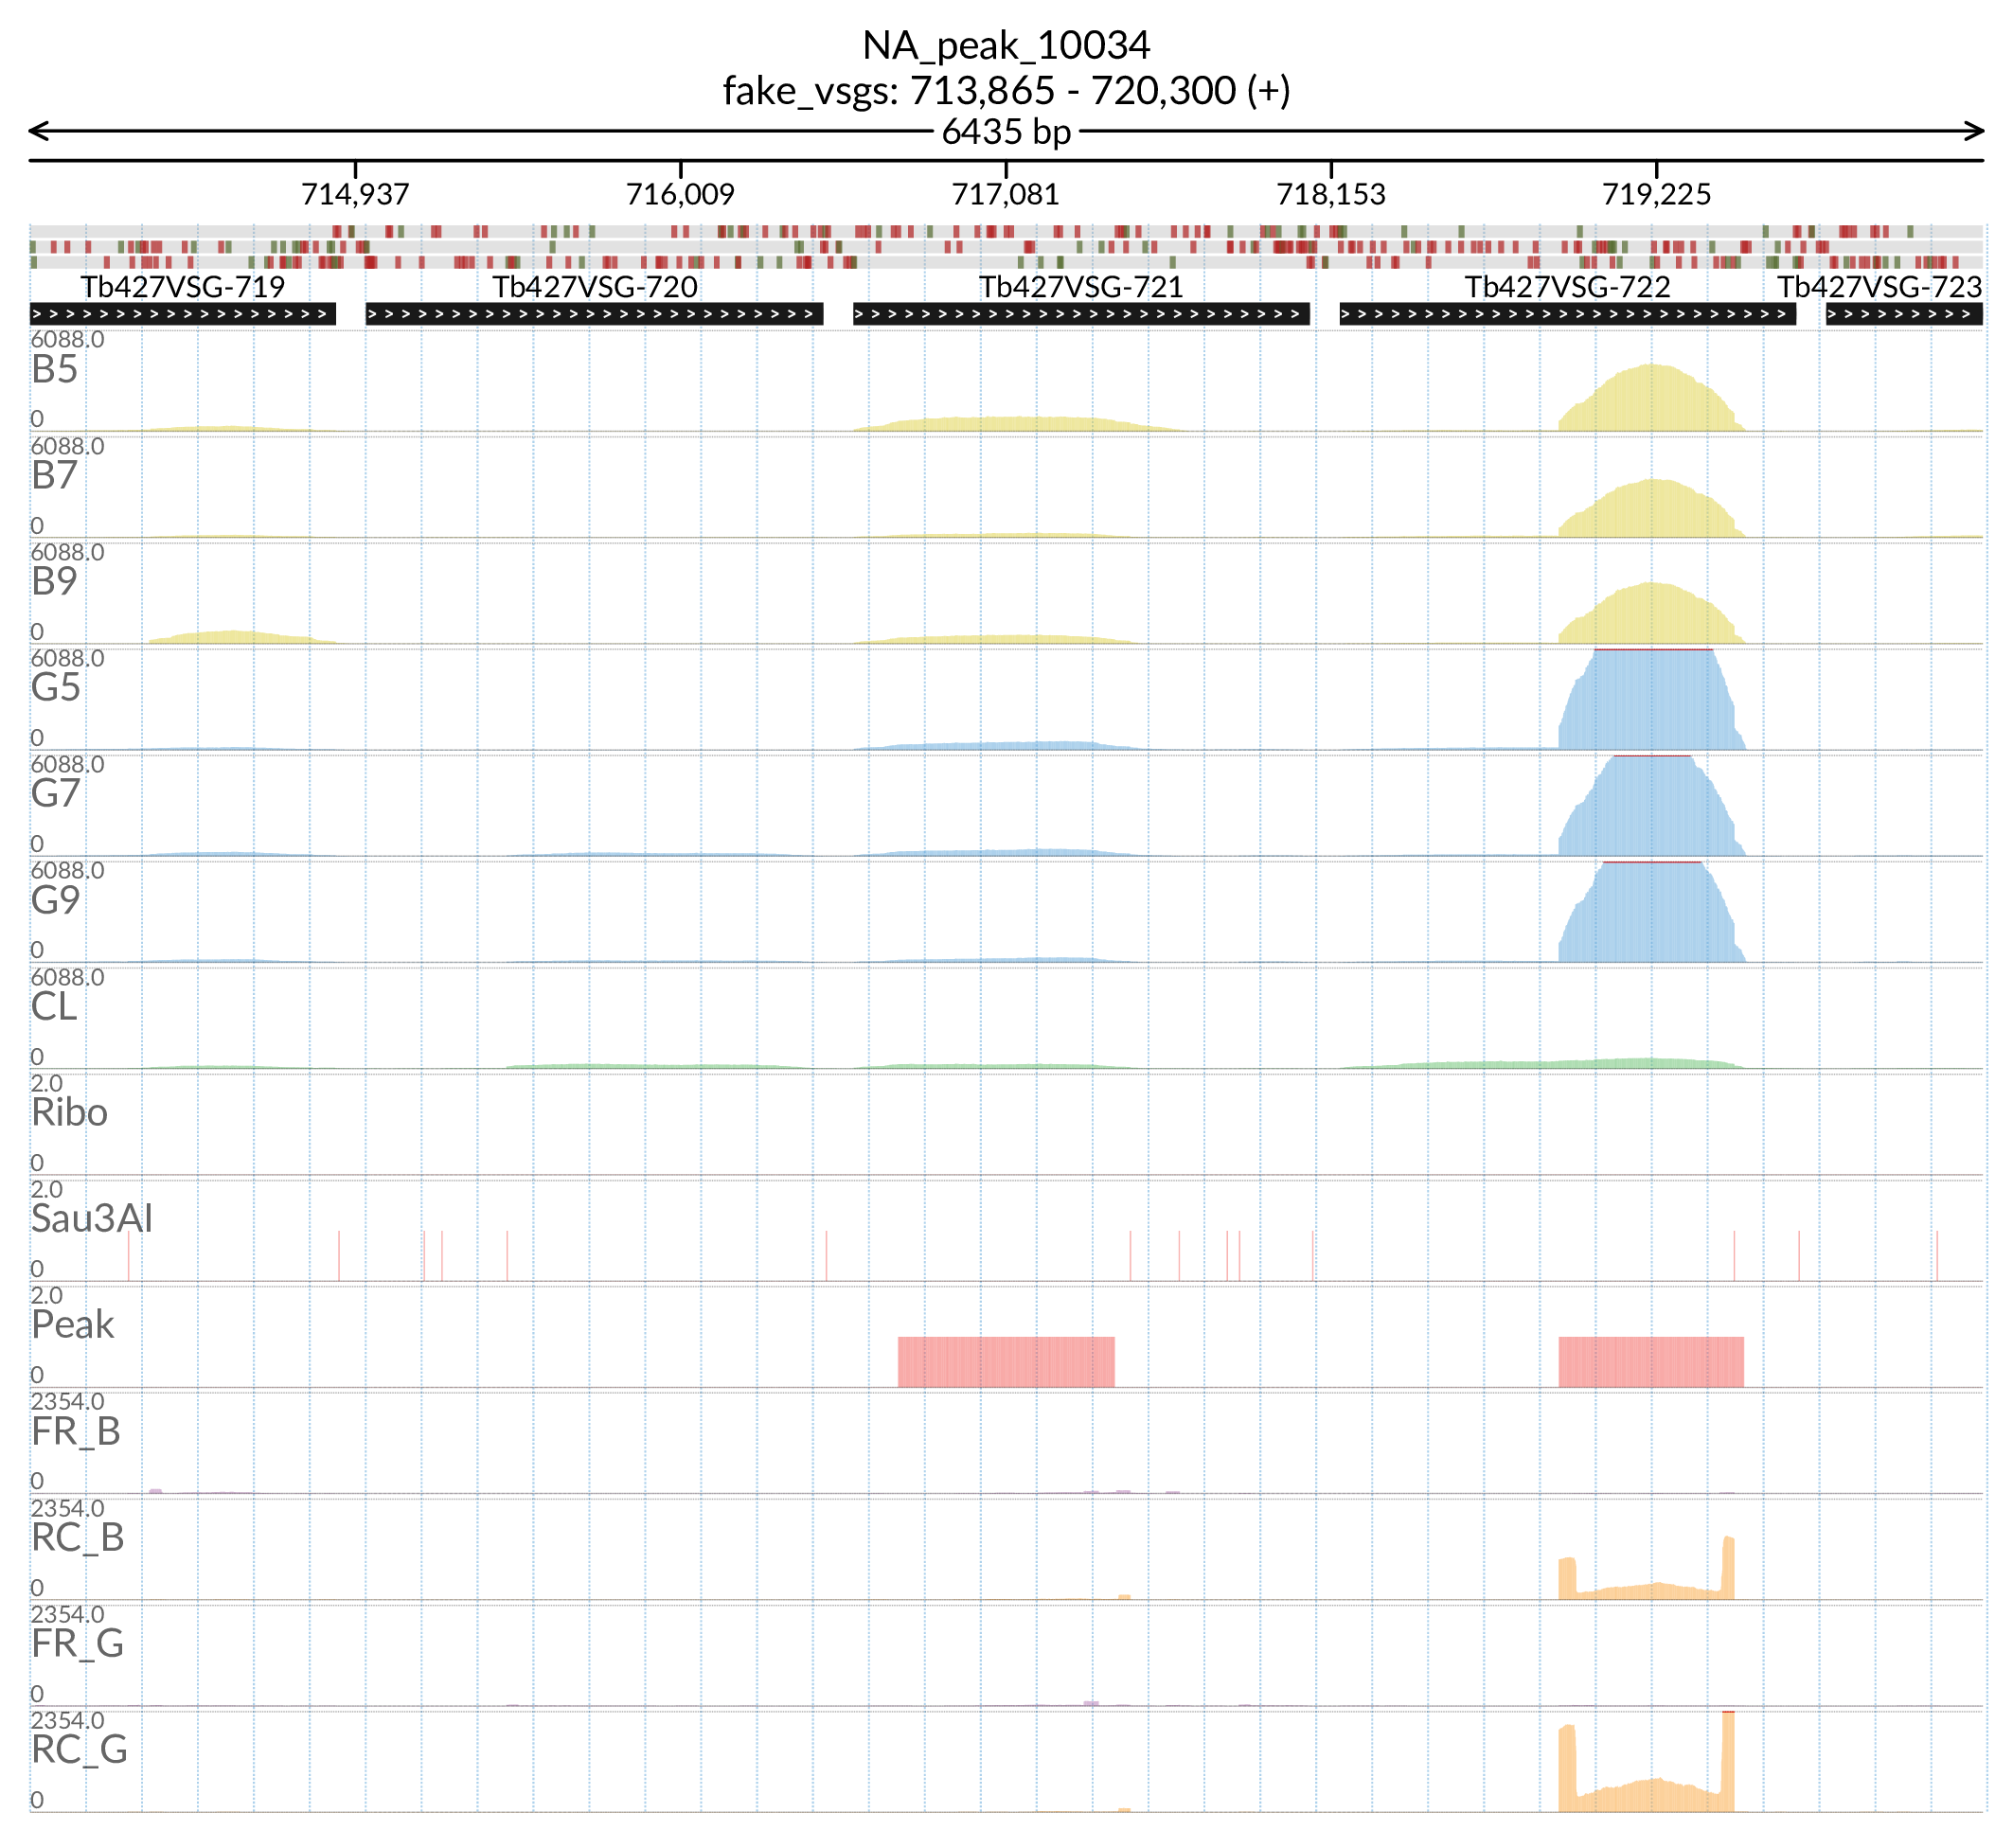 NA_peak_10034
fake_vsgs: 713,865 - 720,300 (+)
6435 bp
714,937 716,009 717,081 718,153 719,225
Tb427VSG-719 Tb427VSG-720 Tb427VSG-721 Tb427VSG-722 Tb427VSG-723
6088.0
B5
0
6088.0
B7
0
6088.0
B9
0
6088.0
G5
0
6088.0
G7
0
6088.0
G9
0
6088.0
CL
0
2.0
Ribo
0
2.0
Sau3AI
0
2.0
Peak
0
2354.0
FR_B
0
2354.0
RC_B
0
2354.0
FR_G
0
2354.0
RC_G
0